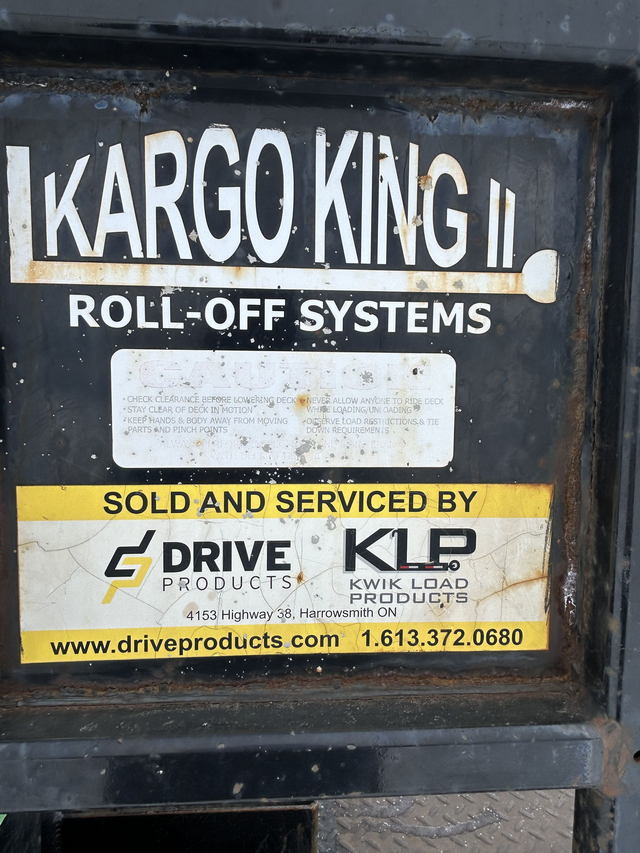 KARGO KING II
ROLL-OFF SYSTEMS
CAUTION
· CHECK CLEARANCE BEFORE LOWERING DECK
· STAY CLEAR OF DECK IN MOTION
· KEEP HANDS & BODY AWAY FROM MOVING
PARTS AND PINCH POINTS
· NEVER ALLOW ANYONE TO RIDE DECK
WHILE LOADING/UNLOADING
· OBSERVE LOAD RESTRICTIONS & TIE
DOWN REQUIREMENTS
SOLD AND SERVICED BY
DRIVE
PRODUCTS
KLP
KWIK LOAD
PRODUCTS
4153 Highway 38, Harrowsmith ON
www.driveproducts.com 1.613.372.0680